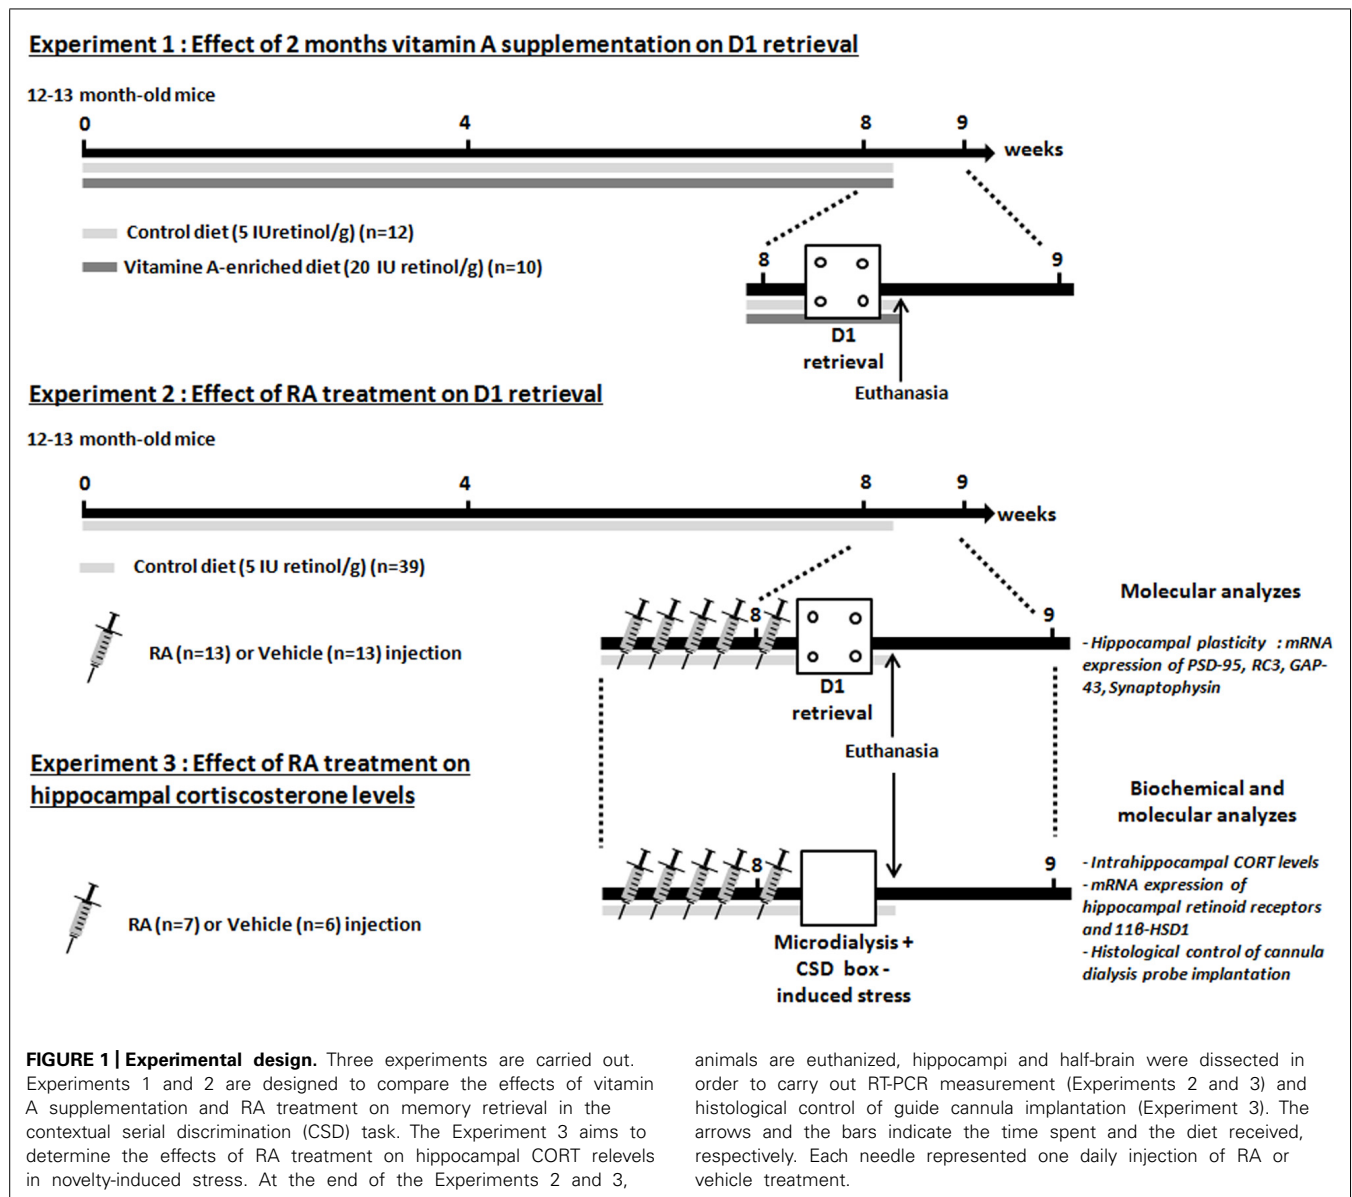 Experiment 1 : Effect of 2 months vitamin A supplementation on D1 retrieval
12-13 month-old mice
0
4
8
9
weeks
Control diet (5 IUretinol/g) (n=12)
Vitamine A-enriched diet (20 IU retinol/g) (n=10)
8
9
D1
retrieval
Euthanasia
Experiment 2 : Effect of RA treatment on D1 retrieval
12-13 month-old mice
0
4
8
9
weeks
Control diet (5 IU retinol/g) (n=39)
RA (n=13) or Vehicle (n=13) injection
8
9
D1
retrieval
Euthanasia
Molecular analyzes
- Hippocampal plasticity : mRNA
expression of PSD-95, RC3, GAP-
43, Synaptophysin
Experiment 3 : Effect of RA treatment on
hippocampal cortiscosterone levels
RA (n=7) or Vehicle (n=6) injection
8
9
Microdialysis +
CSD box -
induced stress
Biochemical and
molecular analyzes
- Intrahippocampal CORT levels
- mRNA expression of
hippocampal retinoid receptors
and 11β-HSD1
- Histological control of cannula
dialysis probe implantation
FIGURE 1 | Experimental design. Three experiments are carried out.
Experiments 1 and 2 are designed to compare the effects of vitamin
A supplementation and RA treatment on memory retrieval in the
contextual serial discrimination (CSD) task. The Experiment 3 aims to
determine the effects of RA treatment on hippocampal CORT relevels
in novelty-induced stress. At the end of the Experiments 2 and 3,
animals are euthanized, hippocampi and half-brain were dissected in
order to carry out RT-PCR measurement (Experiments 2 and 3) and
histological control of guide cannula implantation (Experiment 3). The
arrows and the bars indicate the time spent and the diet received,
respectively. Each needle represented one daily injection of RA or
vehicle treatment.